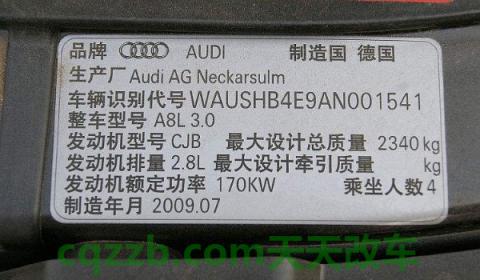 品牌 AUDI 制造国 德国
生产厂 Audi AG Neckarsulm
车辆识别代号 WAUSHB4E9AN001541
整车型号 A8L 3.0
发动机型号 CJB 最大设计总质量 2340kg
发动机排量 2.8L 最大设计牵引质量 kg
发动机额定功率 170KW 乘坐人数 4
制造年月 2009.07
cqzzb.com天天改车